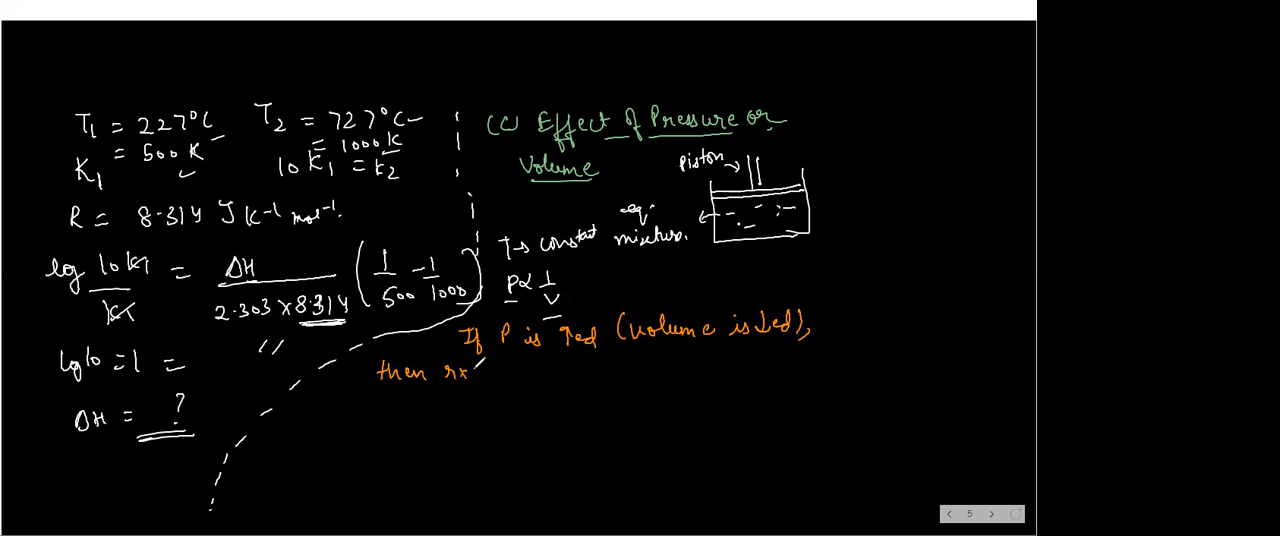 T₁ = 227°C
= 500 K
K₁
T₂ = 727°C
= 1000 K
10 K₁ = K₂
R = 8.314 J K⁻¹ mol⁻¹.
log 10K₁ / K₁ = ΔH / 2.303 × 8.314 (1/500 - 1/1000)
log10 = 1 = "
ΔH = ?
(c) Effect of Pressure or
Volume
Piston →
eq.
mixture.
T → constant
P ∝ 1/V
If P is ↑ed (volume is ↓ed),
then rx
< 5 >